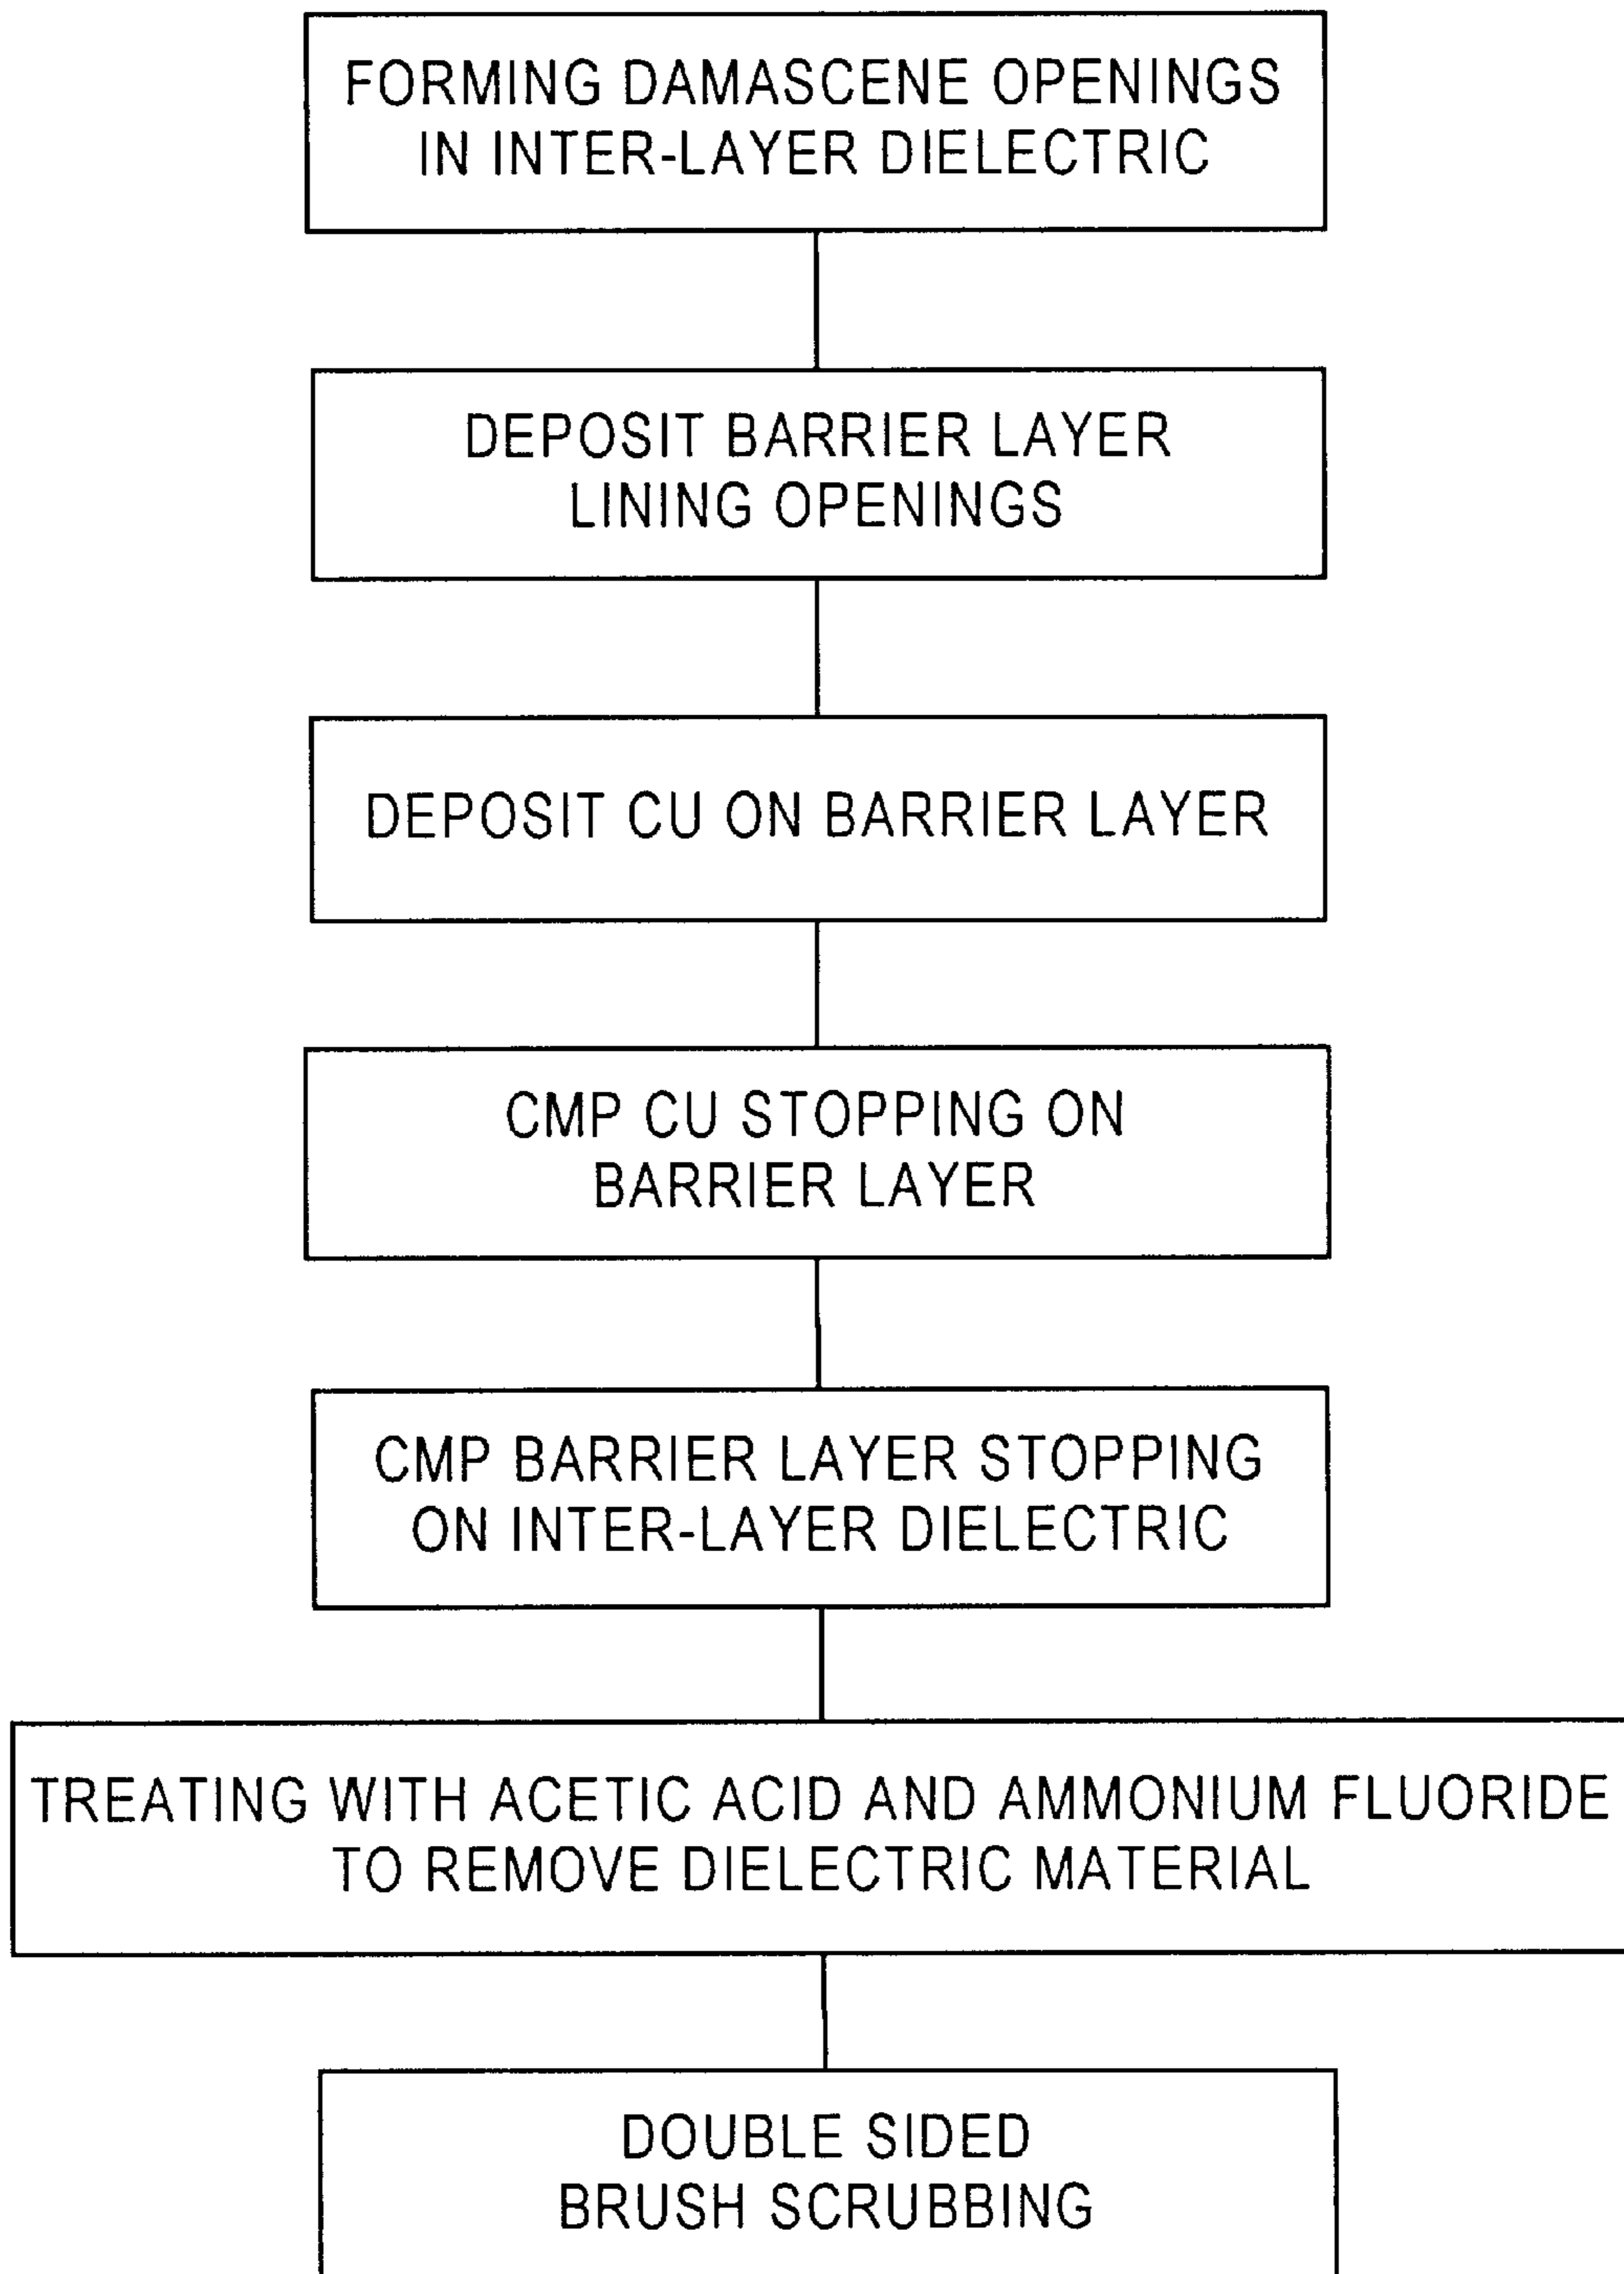 FORMING DAMASCENE OPENINGS
IN INTER-LAYER DIELECTRIC
DEPOSIT BARRIER LAYER
LINING OPENINGS
DEPOSIT CU ON BARRIER LAYER
CMP CU STOPPING ON
BARRIER LAYER
CMP BARRIER LAYER STOPPING
ON INTER-LAYER DIELECTRIC
TREATING WITH ACETIC ACID AND AMMONIUM FLUORIDE
TO REMOVE DIELECTRIC MATERIAL
DOUBLE SIDED
BRUSH SCRUBBING